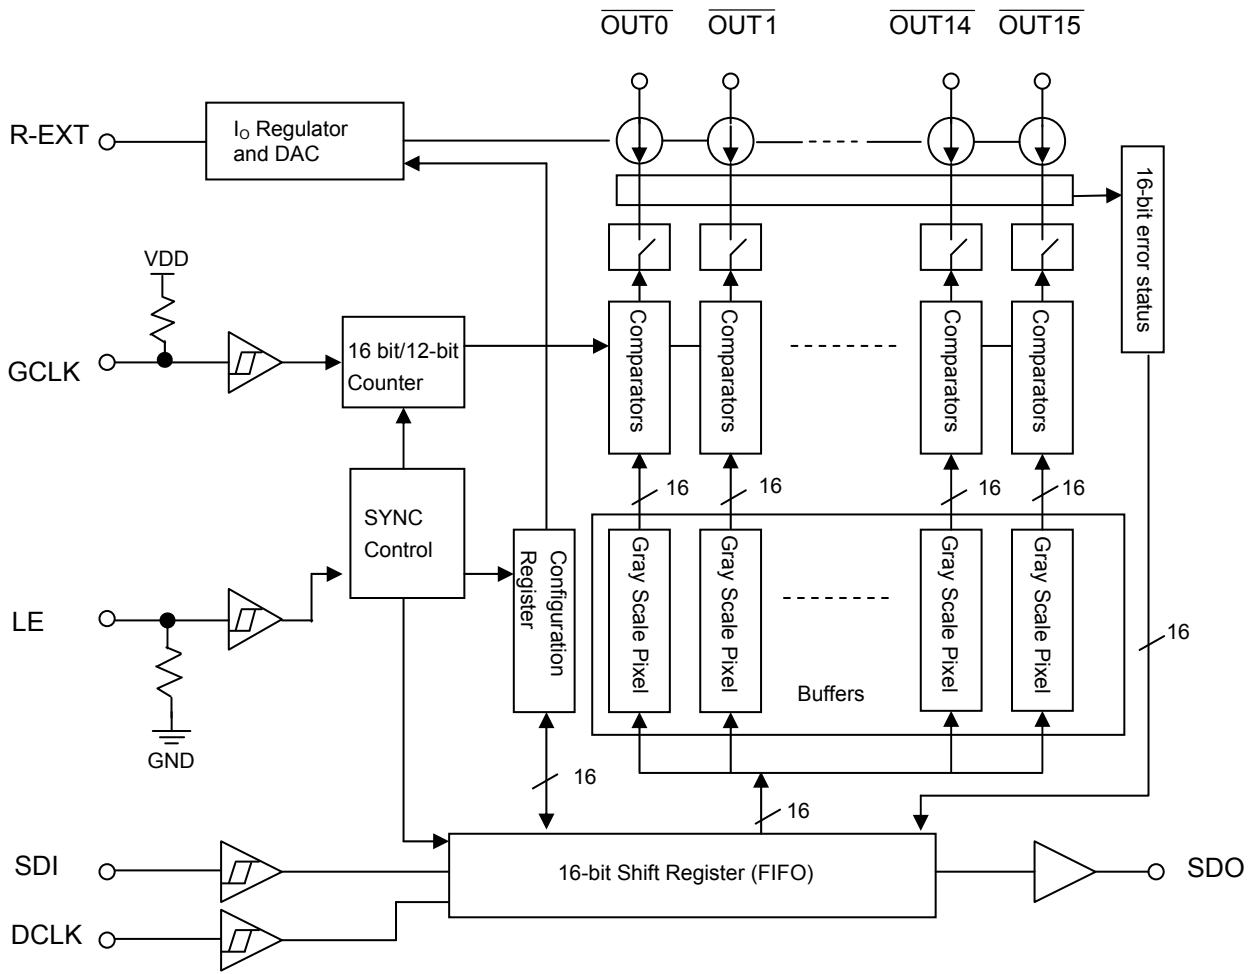 OUT0
OUT1
OUT14
OUT15
R-EXT
IO Regulator
and DAC
16-bit error status
VDD
GCLK
16 bit/12-bit
Counter
Comparators
Comparators
Comparators
Comparators
16
16
16
16
SYNC
Control
LE
Configuration
Register
Gray Scale Pixel
Gray Scale Pixel
Gray Scale Pixel
Gray Scale Pixel
Buffers
16
GND
16
16
SDI
16-bit Shift Register (FIFO)
SDO
DCLK